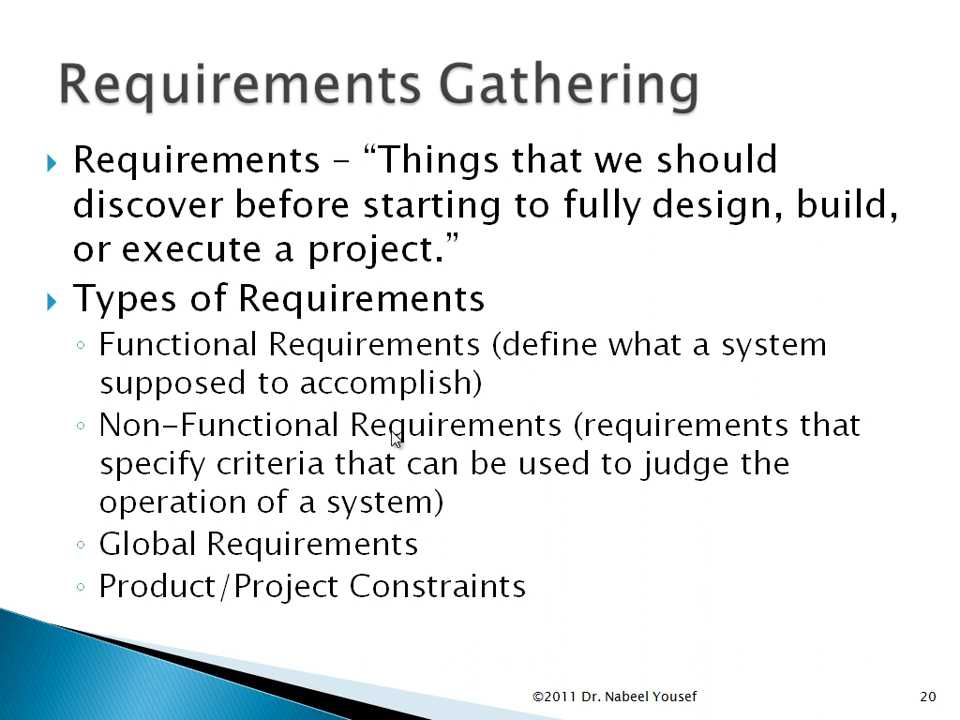 Requirements Gathering
Requirements – “Things that we should
discover before starting to fully design, build,
or execute a project.”
Types of Requirements
Functional Requirements (define what a system
supposed to accomplish)
Non-Functional Requirements (requirements that
specify criteria that can be used to judge the
operation of a system)
Global Requirements
Product/Project Constraints
©2011 Dr. Nabeel Yousef
20